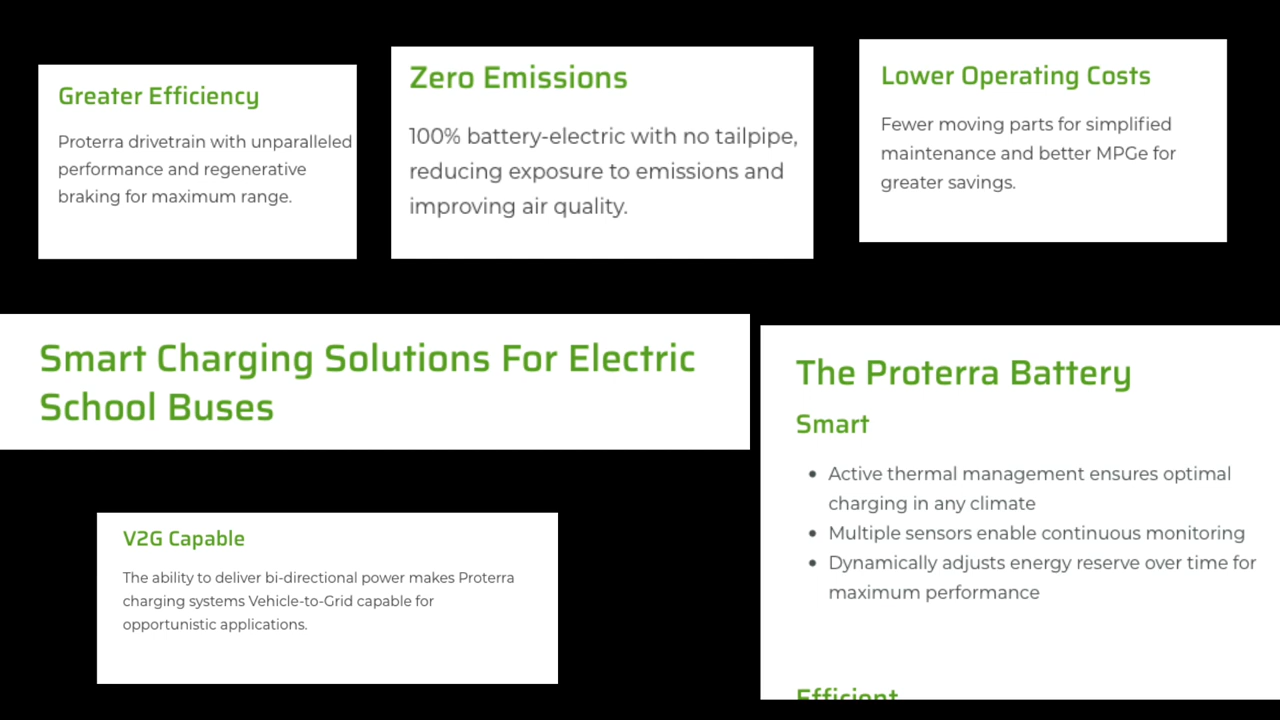 Greater Efficiency
Proterra drivetrain with unparalleled
performance and regenerative
braking for maximum range.
Zero Emissions
100% battery-electric with no tailpipe,
reducing exposure to emissions and
improving air quality.
Lower Operating Costs
Fewer moving parts for simplified
maintenance and better MPGe for
greater savings.
Smart Charging Solutions For Electric
School Buses
V2G Capable
The ability to deliver bi-directional power makes Proterra
charging systems Vehicle-to-Grid capable for
opportunistic applications.
The Proterra Battery
Smart
• Active thermal management ensures optimal
charging in any climate
• Multiple sensors enable continuous monitoring
• Dynamically adjusts energy reserve over time for
maximum performance
Efficient